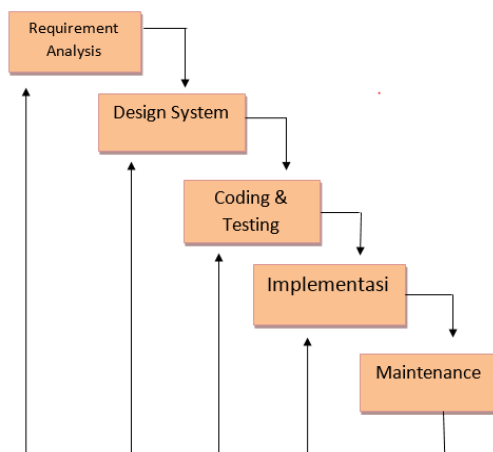 Requirement
Analysis
Design System
Coding &
Testing
Implementasi
Maintenance